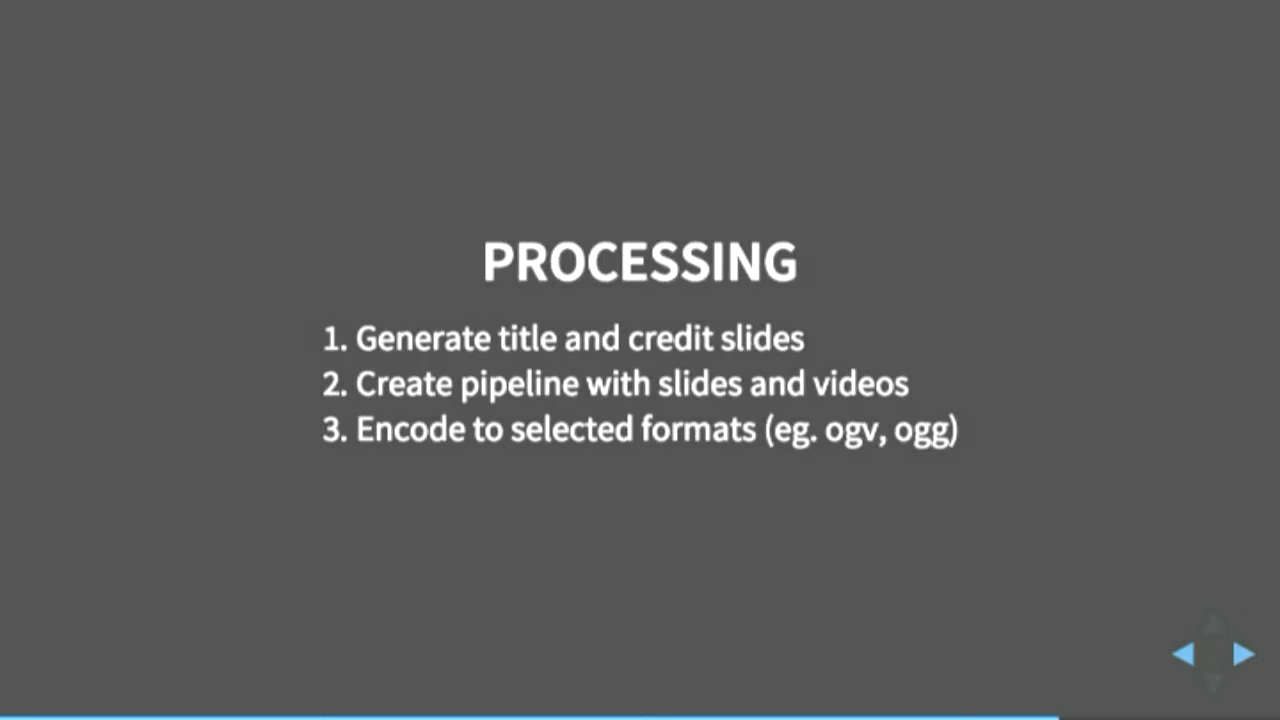 PROCESSING
1. Generate title and credit slides
2. Create pipeline with slides and videos
3. Encode to selected formats (eg. ogv, ogg)